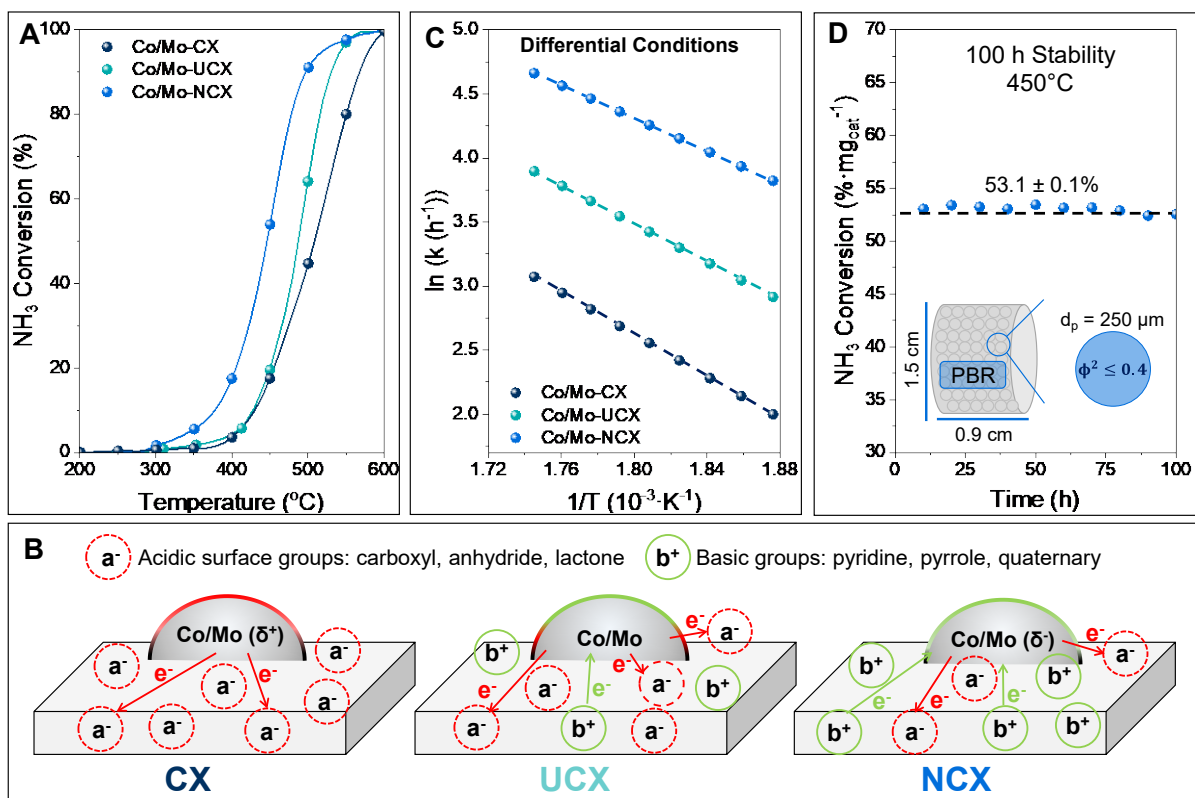 A
Co/Mo-CX
Co/Mo-UCX
Co/Mo-NCX
100
80
60
40
20
0
NH₃ Conversion (%)
200 300 400 500 600
Temperature (ºC)
C
Differential Conditions
5.0
4.5
4.0
3.5
3.0
2.5
2.0
ln (k (h⁻¹))
Co/Mo-CX
Co/Mo-UCX
Co/Mo-NCX
1.72 1.76 1.80 1.84 1.88
1/T (10⁻³·K⁻¹)
D
100 h Stability
450°C
75
70
65
60
55
50
45
40
35
30
NH₃ Conversion (%·mg_cat⁻¹)
53.1 ± 0.1%
1.5 cm
PBR
0.9 cm
dₚ = 250 µm
ϕ² ≤ 0.4
0 25 50 75 100
Time (h)
B
a⁻ Acidic surface groups: carboxyl, anhydride, lactone
b⁺ Basic groups: pyridine, pyrrole, quaternary
Co/Mo (δ⁺)
e⁻ e⁻
a⁻ a⁻ a⁻ a⁻ a⁻ a⁻ a⁻
CX
Co/Mo
e⁻ e⁻ e⁻ e⁻
a⁻ a⁻ a⁻ a⁻ a⁻
b⁺ b⁺ b⁺
UCX
Co/Mo (δ⁻)
e⁻ e⁻ e⁻ e⁻
a⁻ a⁻ a⁻
b⁺ b⁺ b⁺ b⁺ b⁺
NCX